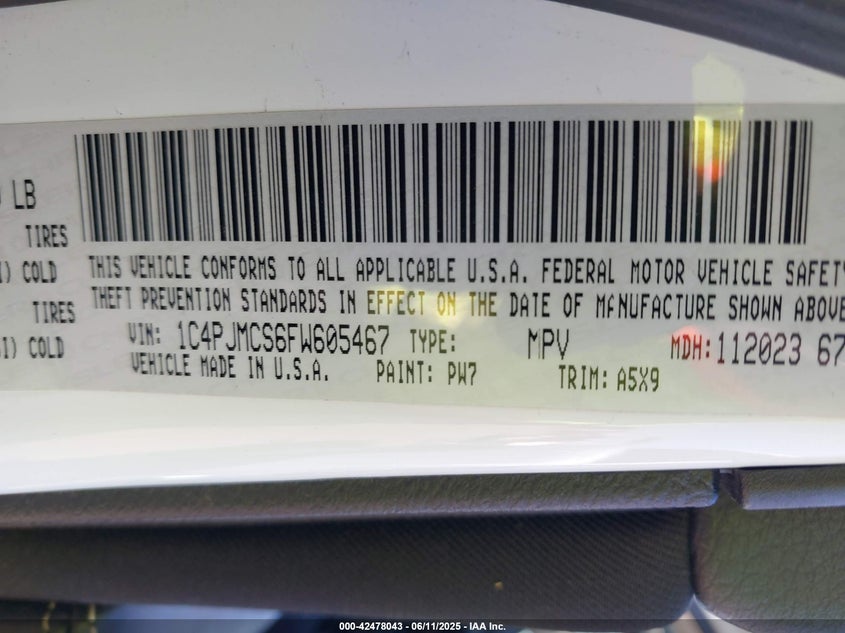 LB
TIRES
COLD
THIS VEHICLE CONFORMS TO ALL APPLICABLE U.S.A. FEDERAL MOTOR VEHICLE SAFETY
TIRES
THEFT PREVENTION STANDARDS IN EFFECT ON THE DATE OF MANUFACTURE SHOWN ABOVE
COLD
VIN: 1C4PJMCS6FW605467 TYPE: MPV MDH: 112023 67
VEHICLE MADE IN U.S.A. PAINT: PW7 TRIM: A5X9
000-42478043 - 06/11/2025 - IAA Inc.